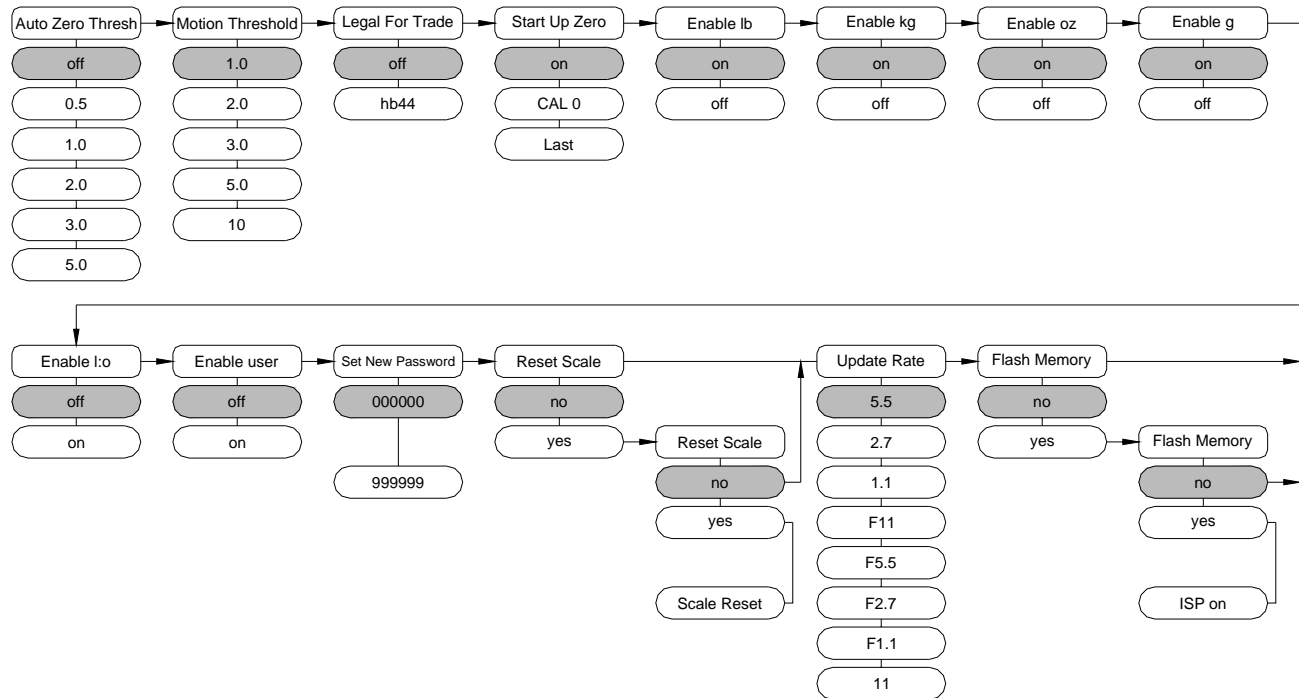 Auto Zero Thresh
off
0.5
1.0
2.0
3.0
5.0
Motion Threshold
1.0
2.0
3.0
5.0
10
Legal For Trade
off
hb44
Start Up Zero
on
CAL 0
Last
Enable lb
on
off
Enable kg
on
off
Enable oz
on
off
Enable g
on
off
Enable l:o
off
on
Enable user
off
on
Set New Password
000000
999999
Reset Scale
no
yes
Reset Scale
no
yes
Scale Reset
Update Rate
5.5
2.7
1.1
F11
F5.5
F2.7
F1.1
11
Flash Memory
no
yes
Flash Memory
no
yes
ISP on